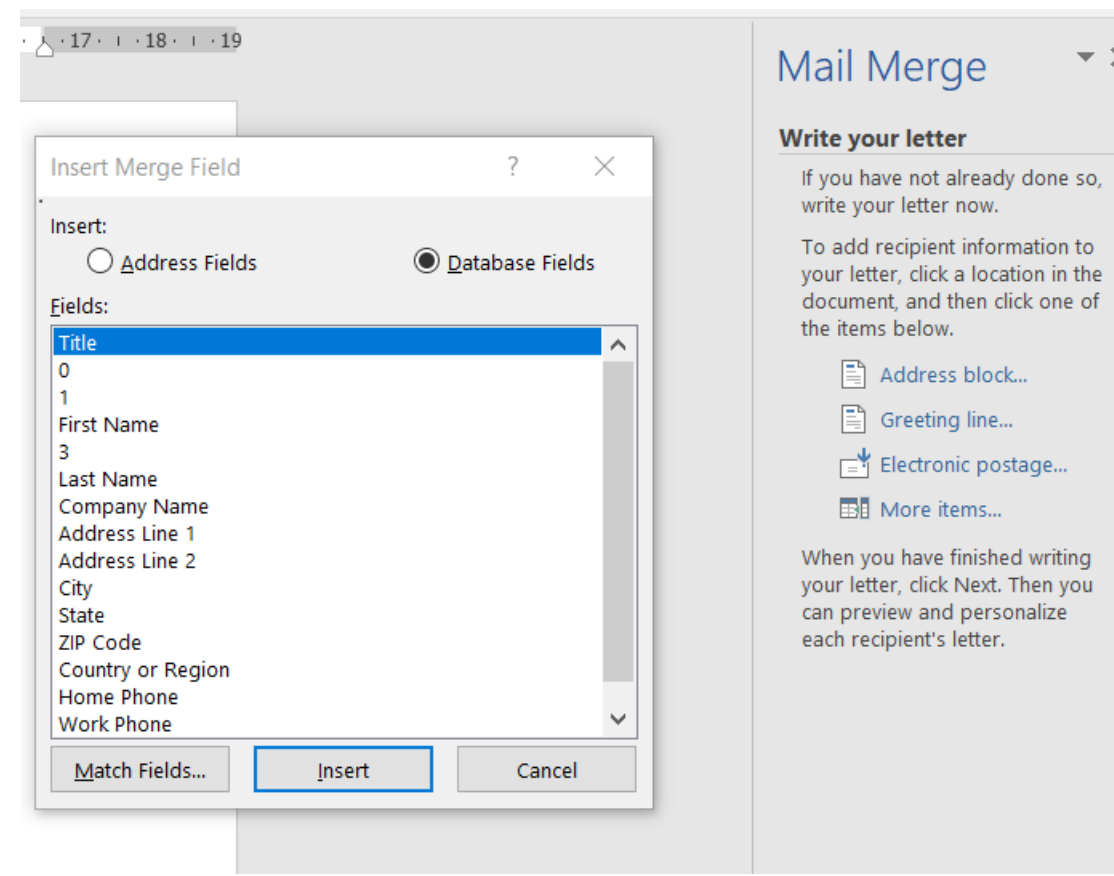 · 17 · ı · 18 · ı · 19
Mail Merge
Write your letter
If you have not already done so,
write your letter now.
To add recipient information to
your letter, click a location in the
document, and then click one of
the items below.
Address block...
Greeting line...
Electronic postage...
More items...
When you have finished writing
your letter, click Next. Then you
can preview and personalize
each recipient's letter.
Insert Merge Field
?
Insert:
Address Fields
Database Fields
Fields:
Title
0
1
First Name
3
Last Name
Company Name
Address Line 1
Address Line 2
City
State
ZIP Code
Country or Region
Home Phone
Work Phone
Match Fields...
Insert
Cancel